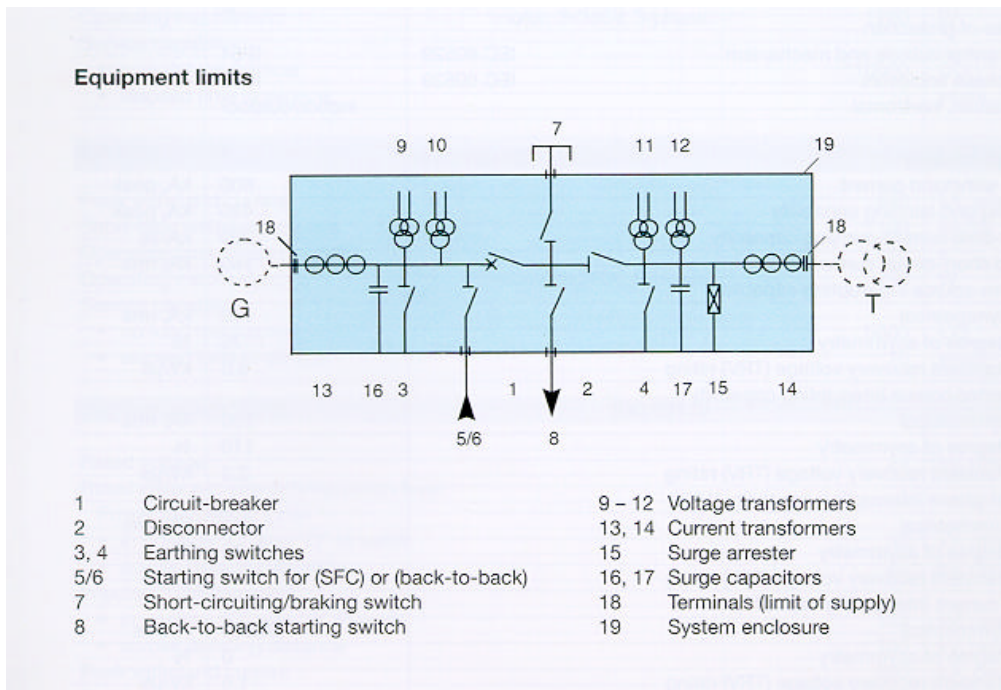 Equipment limits
7
9 10 11 12 19
18 18
G T
13 16 3 1 2 4 17 15 14
5/6 8
1 Circuit-breaker
2 Disconnector
3, 4 Earthing switches
5/6 Starting switch for (SFC) or (back-to-back)
7 Short-circuiting/braking switch
8 Back-to-back starting switch
9 – 12 Voltage transformers
13, 14 Current transformers
15 Surge arrester
16, 17 Surge capacitors
18 Terminals (limit of supply)
19 System enclosure